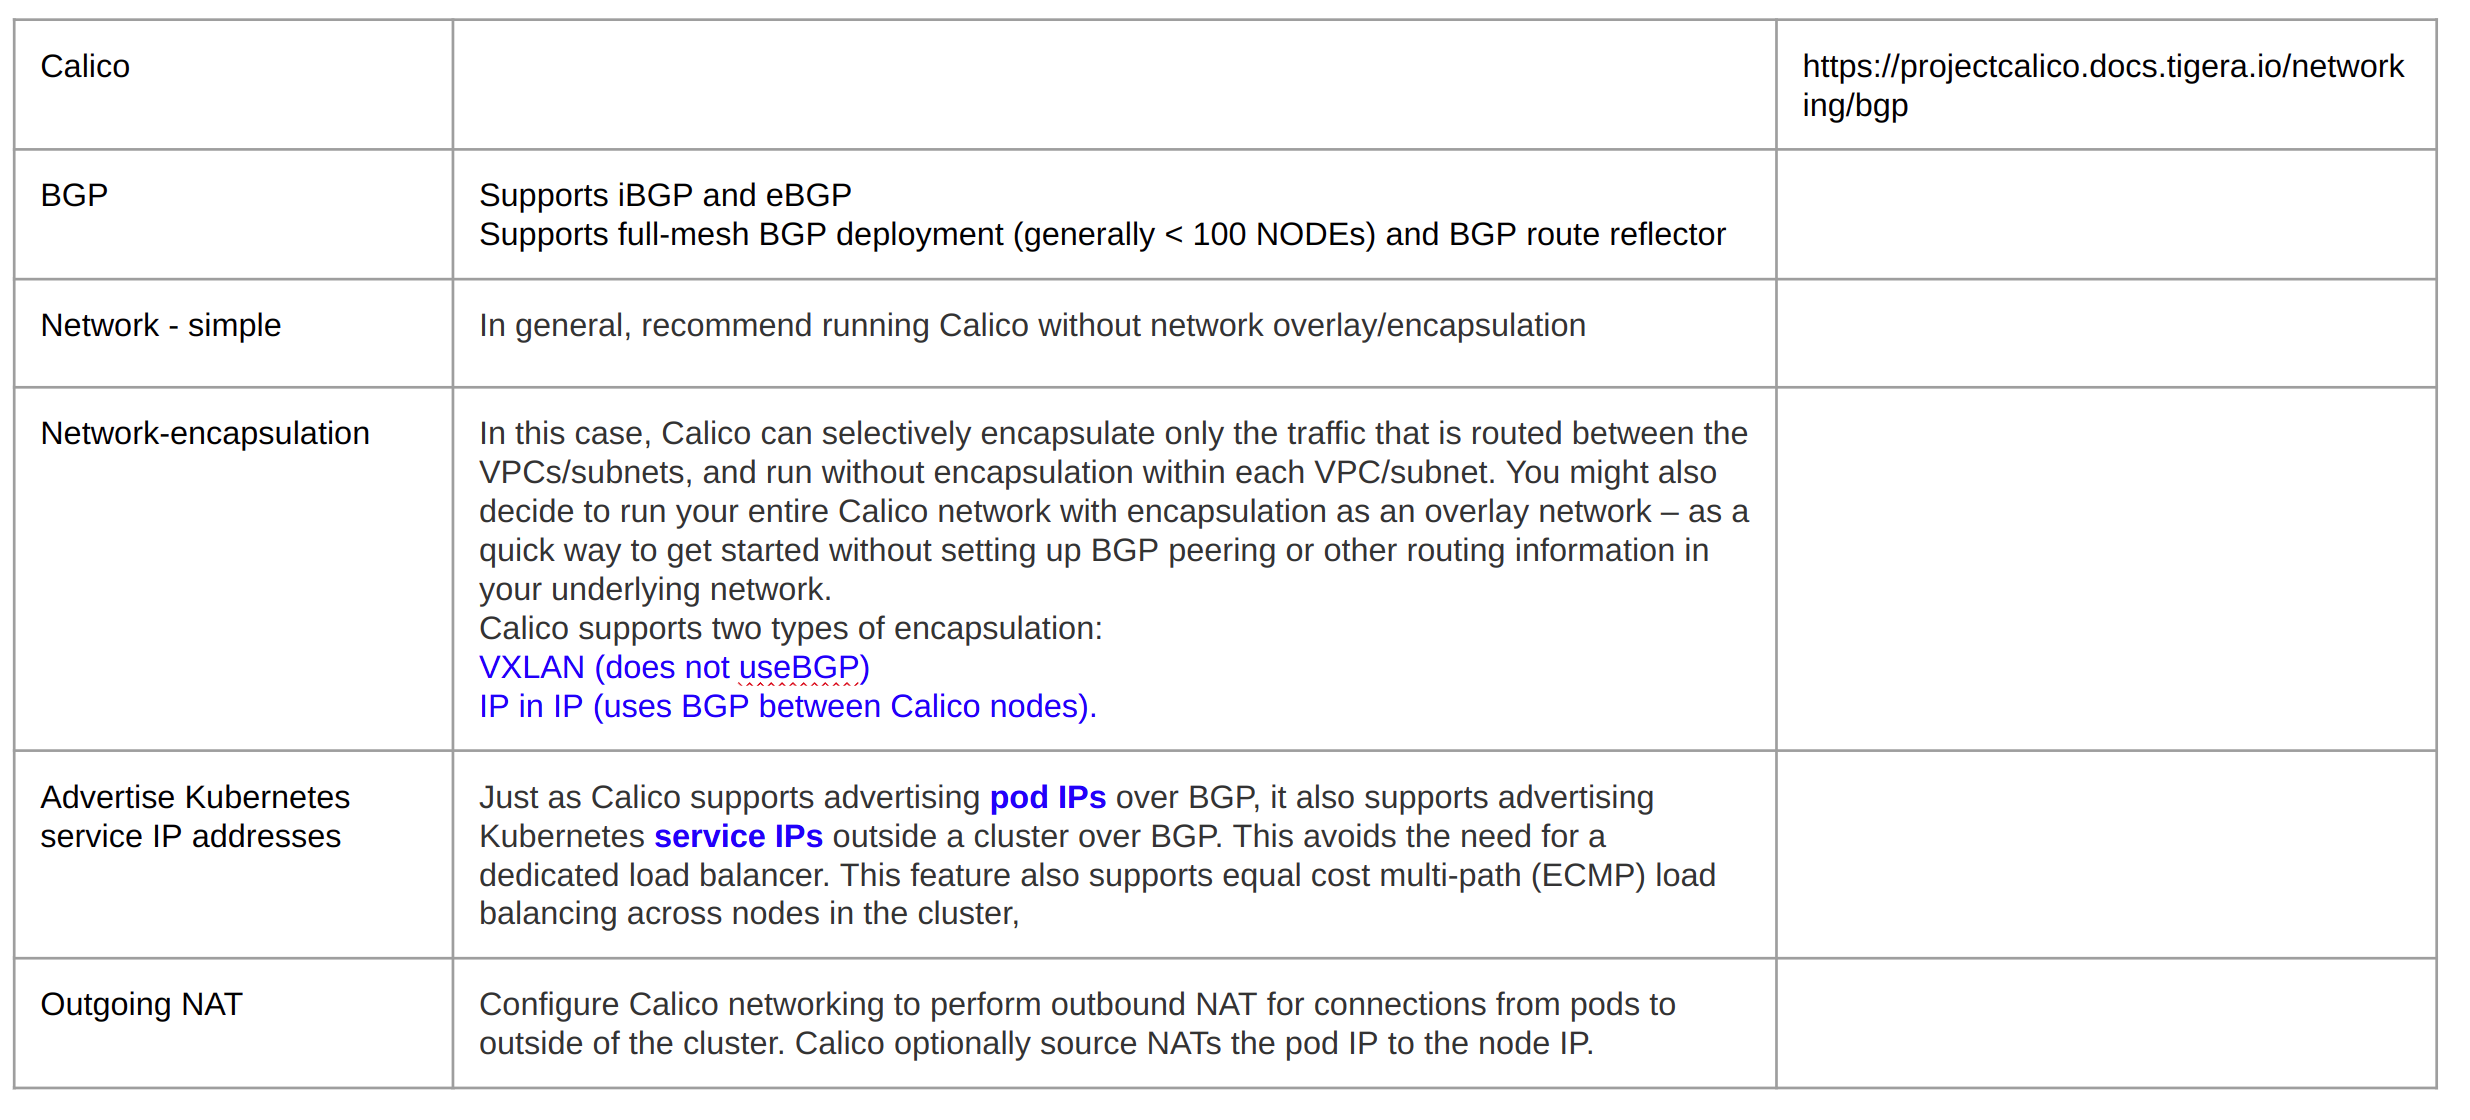 Calico
https://projectcalico.docs.tigera.io/network
ing/bgp
BGP
Supports iBGP and eBGP
Supports full-mesh BGP deployment (generally < 100 NODEs) and BGP route reflector
Network - simple
In general, recommend running Calico without network overlay/encapsulation
Network-encapsulation
In this case, Calico can selectively encapsulate only the traffic that is routed between the
VPCs/subnets, and run without encapsulation within each VPC/subnet. You might also
decide to run your entire Calico network with encapsulation as an overlay network – as a
quick way to get started without setting up BGP peering or other routing information in
your underlying network.
Calico supports two types of encapsulation:
VXLAN (does not useBGP)
IP in IP (uses BGP between Calico nodes).
Advertise Kubernetes
service IP addresses
Just as Calico supports advertising pod IPs over BGP, it also supports advertising
Kubernetes service IPs outside a cluster over BGP. This avoids the need for a
dedicated load balancer. This feature also supports equal cost multi-path (ECMP) load
balancing across nodes in the cluster,
Outgoing NAT
Configure Calico networking to perform outbound NAT for connections from pods to
outside of the cluster. Calico optionally source NATs the pod IP to the node IP.